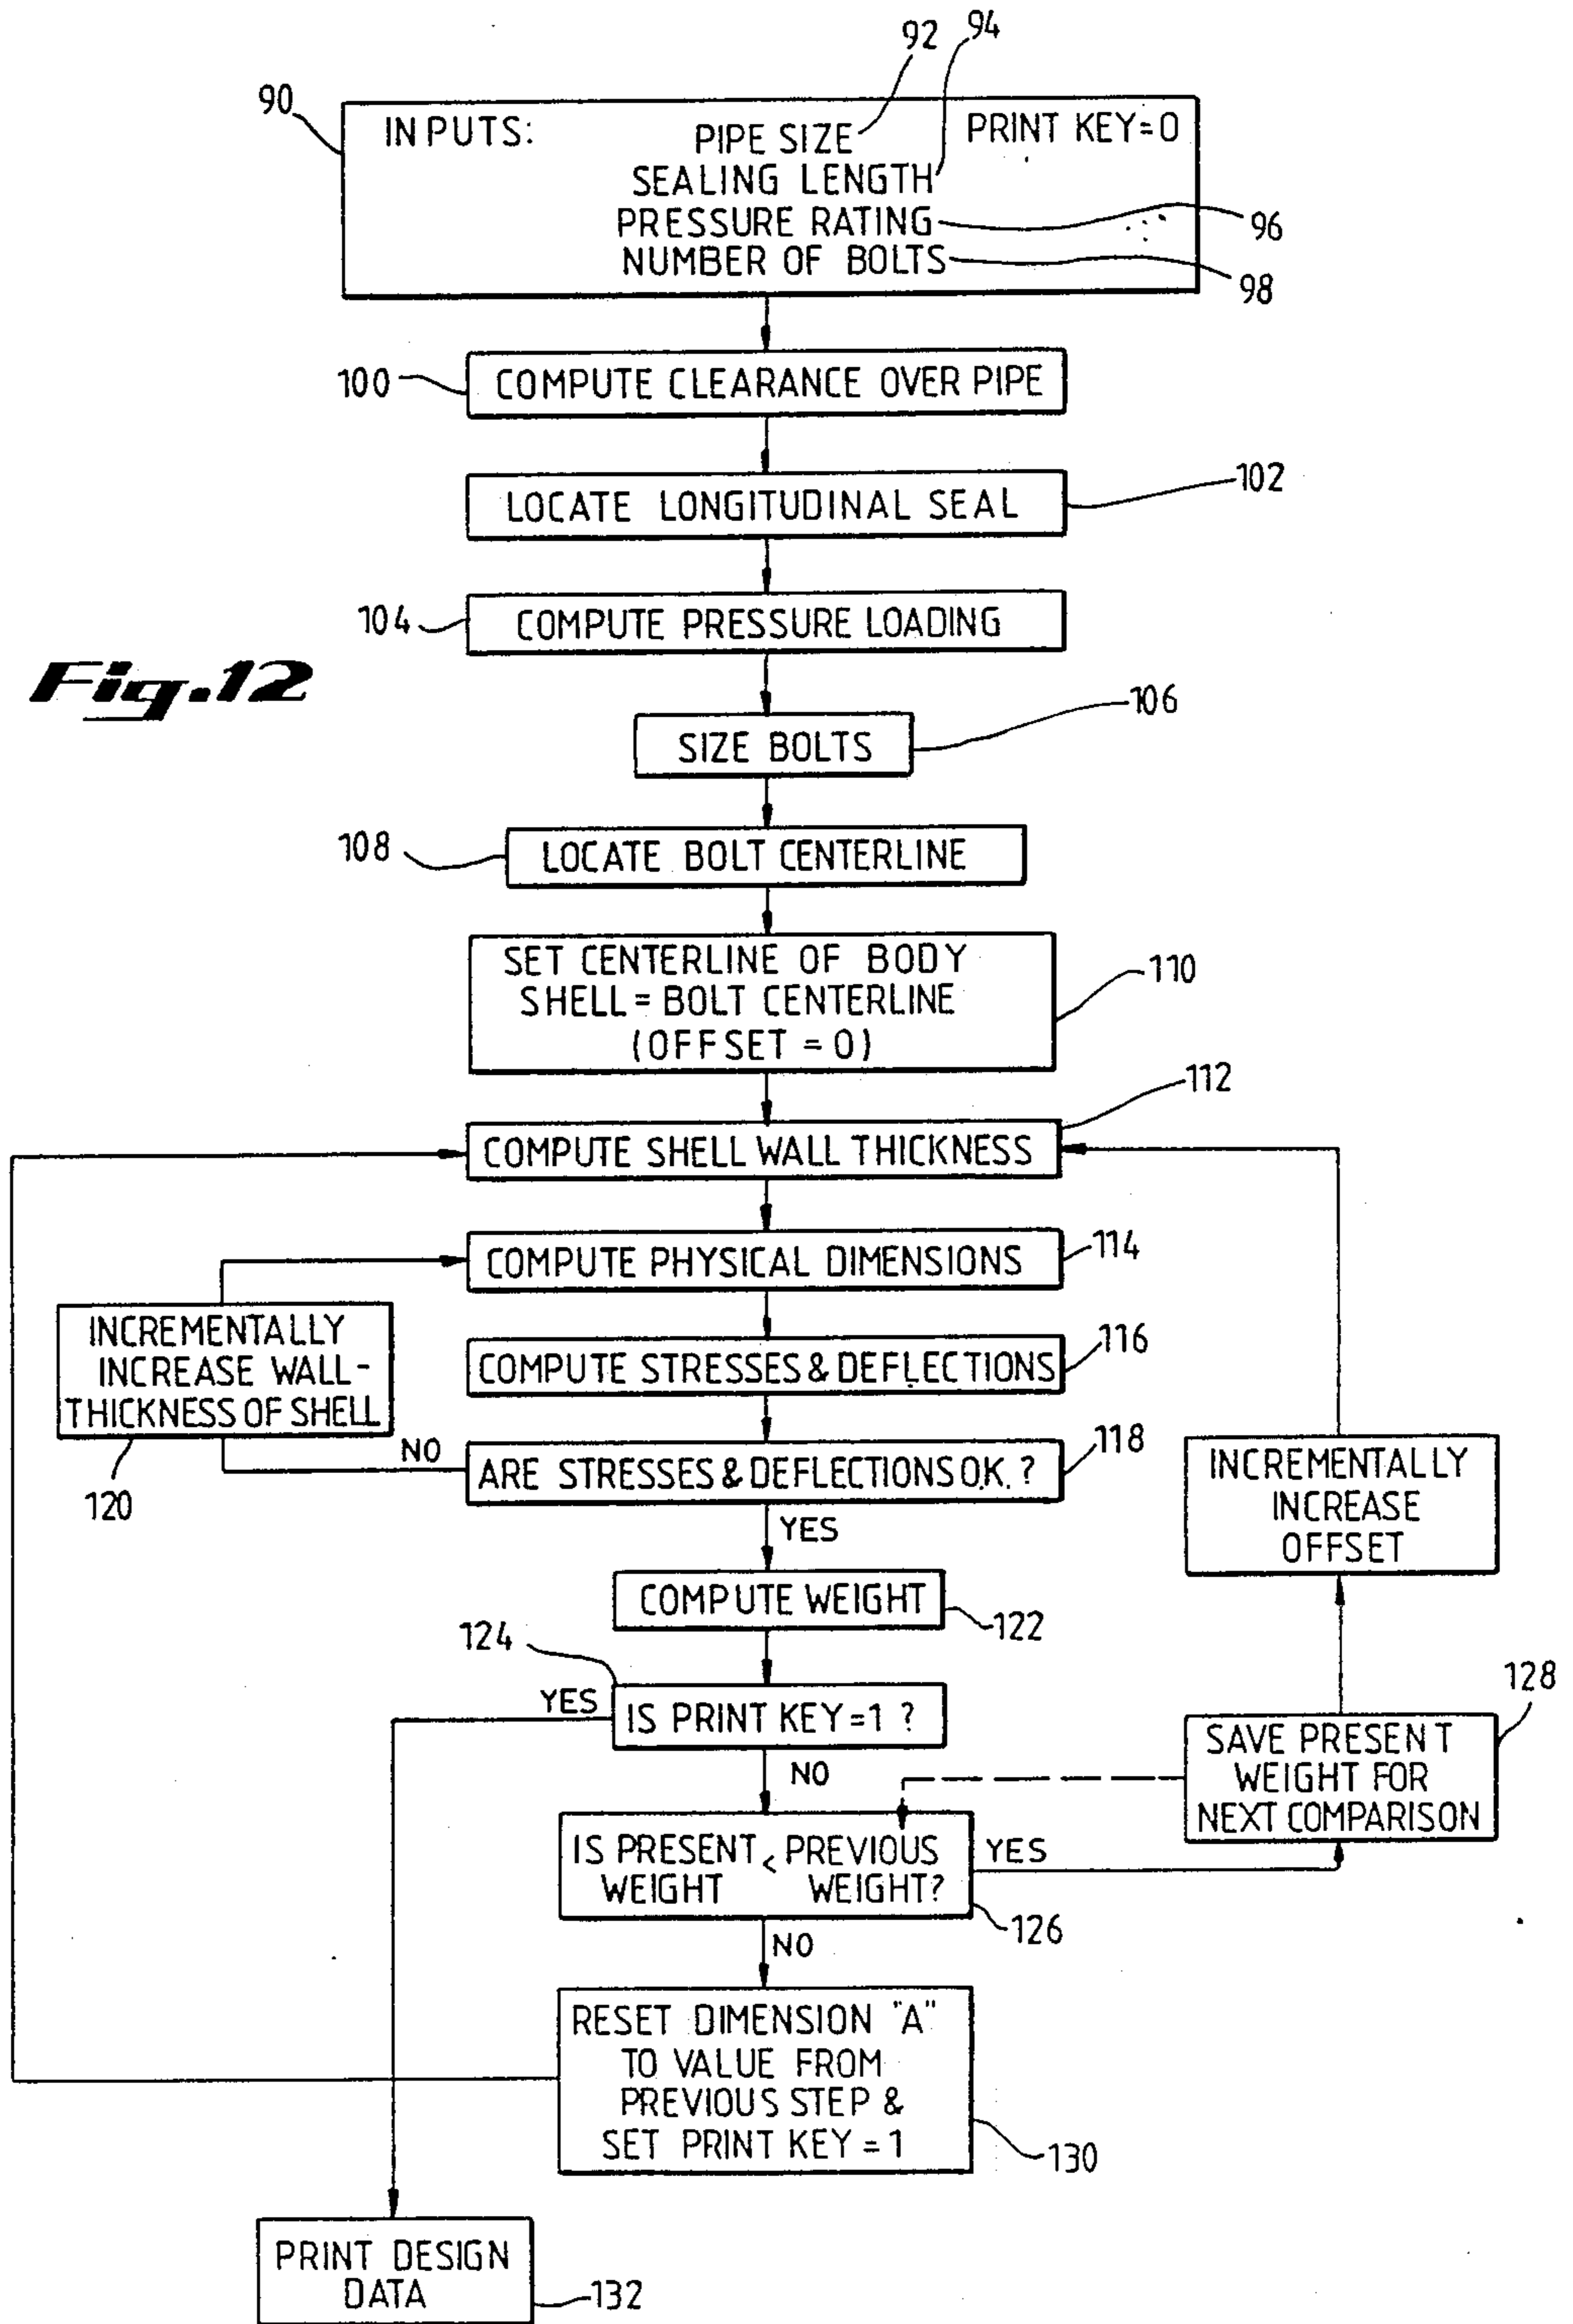 92
94
90
INPUTS:
PIPE SIZE
PRINT KEY=0
SEALING LENGTH
PRESSURE RATING
96
NUMBER OF BOLTS
98
100
COMPUTE CLEARANCE OVER PIPE
LOCATE LONGITUDINAL SEAL
102
104
COMPUTE PRESSURE LOADING
Fig.12
SIZE BOLTS
106
108
LOCATE BOLT CENTERLINE
SET CENTERLINE OF BODY
SHELL = BOLT CENTERLINE
(OFFSET = 0)
110
112
COMPUTE SHELL WALL THICKNESS
COMPUTE PHYSICAL DIMENSIONS
114
INCREMENTALLY
INCREASE WALL-
THICKNESS OF SHELL
120
COMPUTE STRESSES & DEFLECTIONS
116
NO
ARE STRESSES & DEFLECTIONS O.K. ?
118
YES
INCREMENTALLY
INCREASE
OFFSET
COMPUTE WEIGHT
122
124
YES
IS PRINT KEY=1 ?
NO
SAVE PRESENT
WEIGHT FOR
NEXT COMPARISON
128
IS PRESENT < PREVIOUS
WEIGHT WEIGHT?
YES
126
NO
RESET DIMENSION "A"
TO VALUE FROM
PREVIOUS STEP &
SET PRINT KEY = 1
130
PRINT DESIGN
DATA
132